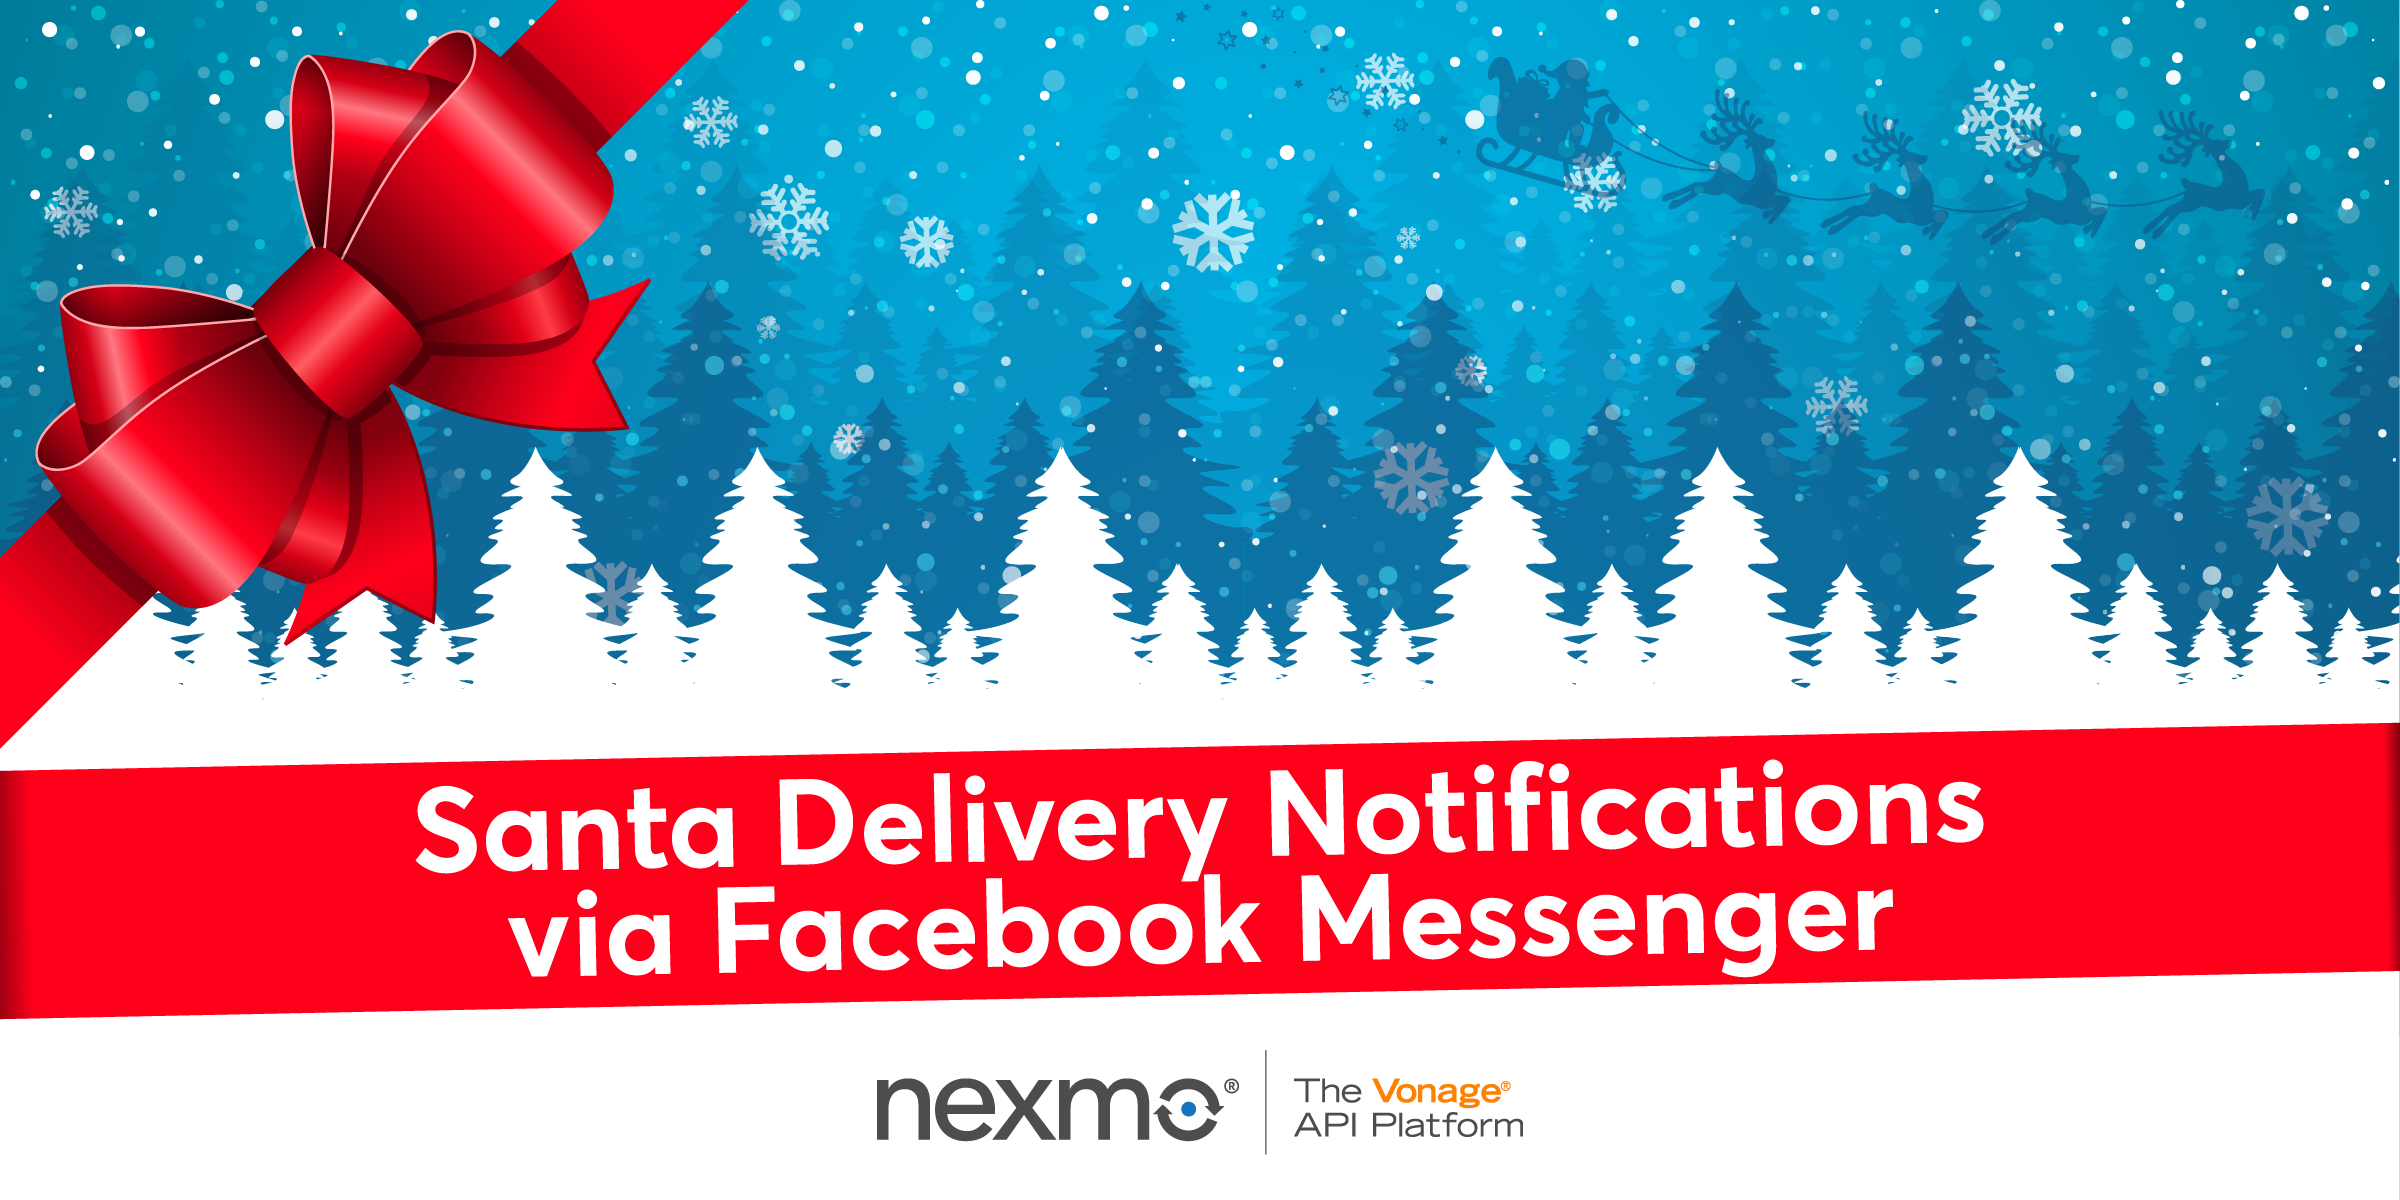 Santa Delivery Notifications
via Facebook Messenger
nexmo® The Vonage®
API Platform